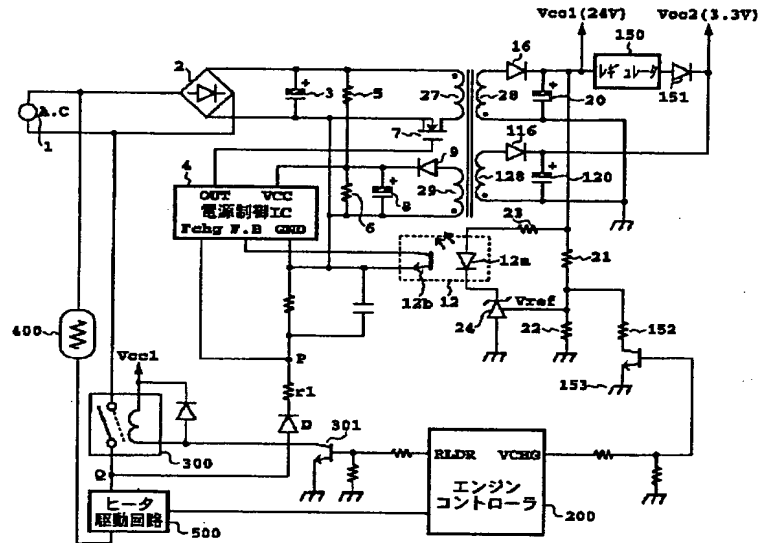 Vcc1(24V)
Vcc2(3.3V)
150
16
レギュレータ
151
2
A.C
1
3
5
27
28
20
7
116
4
9
OUT VCC
電源制御IC
Fchg F.B GND
8
29
128
120
6
23
12a
12b
12
21
Vref
24
22
152
153
400
P
Vcc1
r1
D
301
300
RLDR VCHG
エンジン
コントローラ
200
Q
ヒータ
駆動回路
500